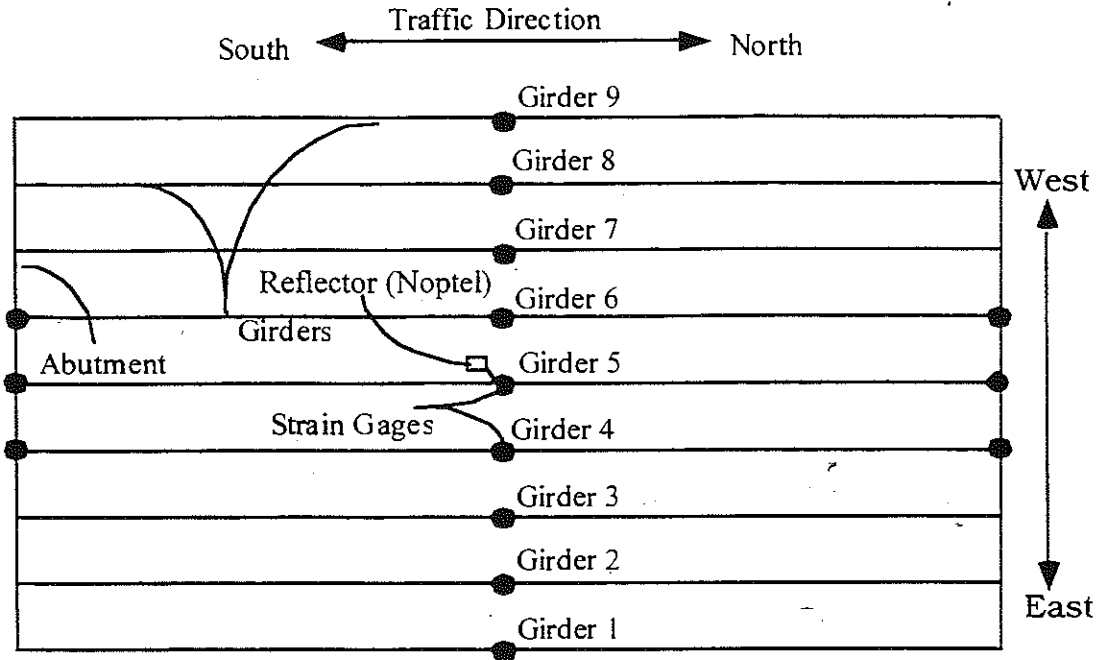 Traffic Direction
South
North
Girder 9
Girder 8
West
Girder 7
Reflector (Noptel)
Girder 6
Girders
Abutment
Girder 5
Strain Gages
Girder 4
Girder 3
Girder 2
East
Girder 1